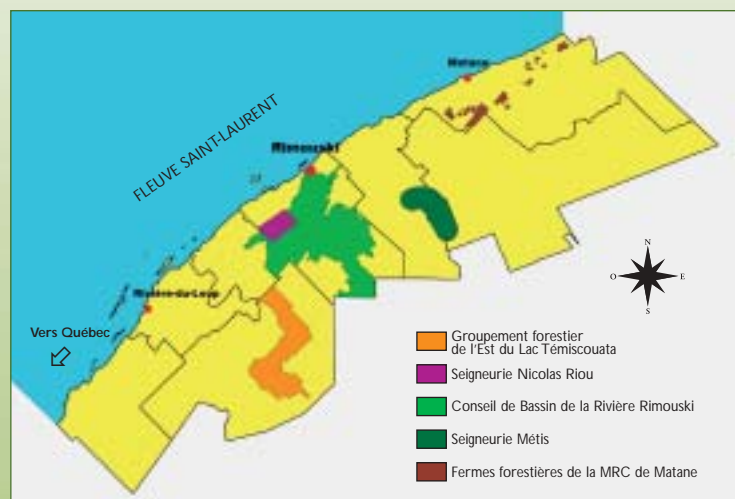 Matane
FLEUVE SAINT-LAURENT
Rimouski
Rivière-du-Loup
Vers Québec
N
O
E
S
Groupement forestier
de l'Est du Lac Témiscouata
Seigneurie Nicolas Riou
Conseil de Bassin de la Rivière Rimouski
Seigneurie Métis
Fermes forestières de la MRC de Matane